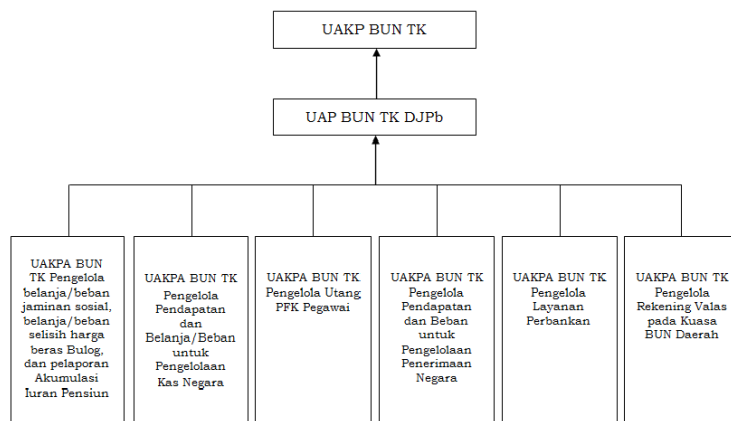 UAKP BUN TK
UAP BUN TK DJPb
UAKPA BUN
TK Pengelola
belanja/beban
jaminan sosial,
belanja/beban
selisih harga
beras Bulog,
dan pelaporan
Akumulasi
Iuran Pensiun
UAKPA BUN TK
Pengelola
Pendapatan
dan
Belanja/Beban
untuk
Pengelolaan
Kas Negara
UAKPA BUN TK
Pengelola Utang
PFK Pegawai
UAKPA BUN TK
Pengelola
Pendapatan
dan Beban
untuk
Pengelolaan
Penerimaan
Negara
UAKPA BUN TK
Pengelola
Layanan
Perbankan
UAKPA BUN TK
Pengelola
Rekening Valas
pada Kuasa
BUN Daerah